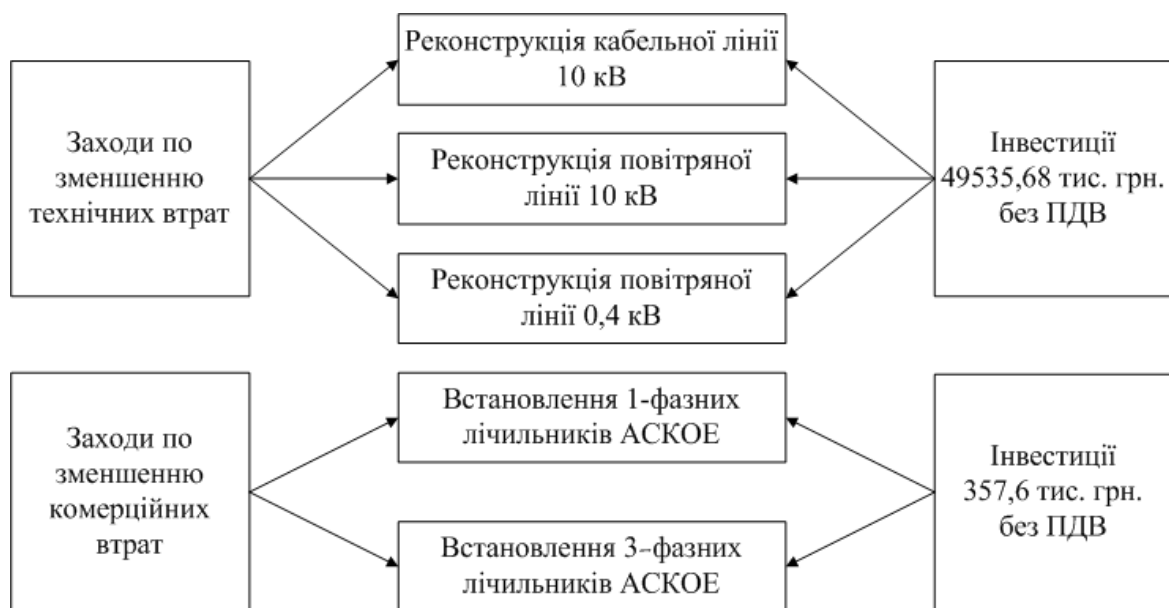 Реконструкція кабельної лінії
10 кВ
Заходи по
зменшенню
технічних втрат
Реконструкція повітряної
лінії 10 кВ
Інвестиції
49535,68 тис. грн.
без ПДВ
Реконструкція повітряної
лінії 0,4 кВ
Заходи по
зменшенню
комерційних
втрат
Встановлення 1-фазних
лічильників АСКОЕ
Інвестиції
357,6 тис. грн.
без ПДВ
Встановлення 3-фазних
лічильників АСКОЕ